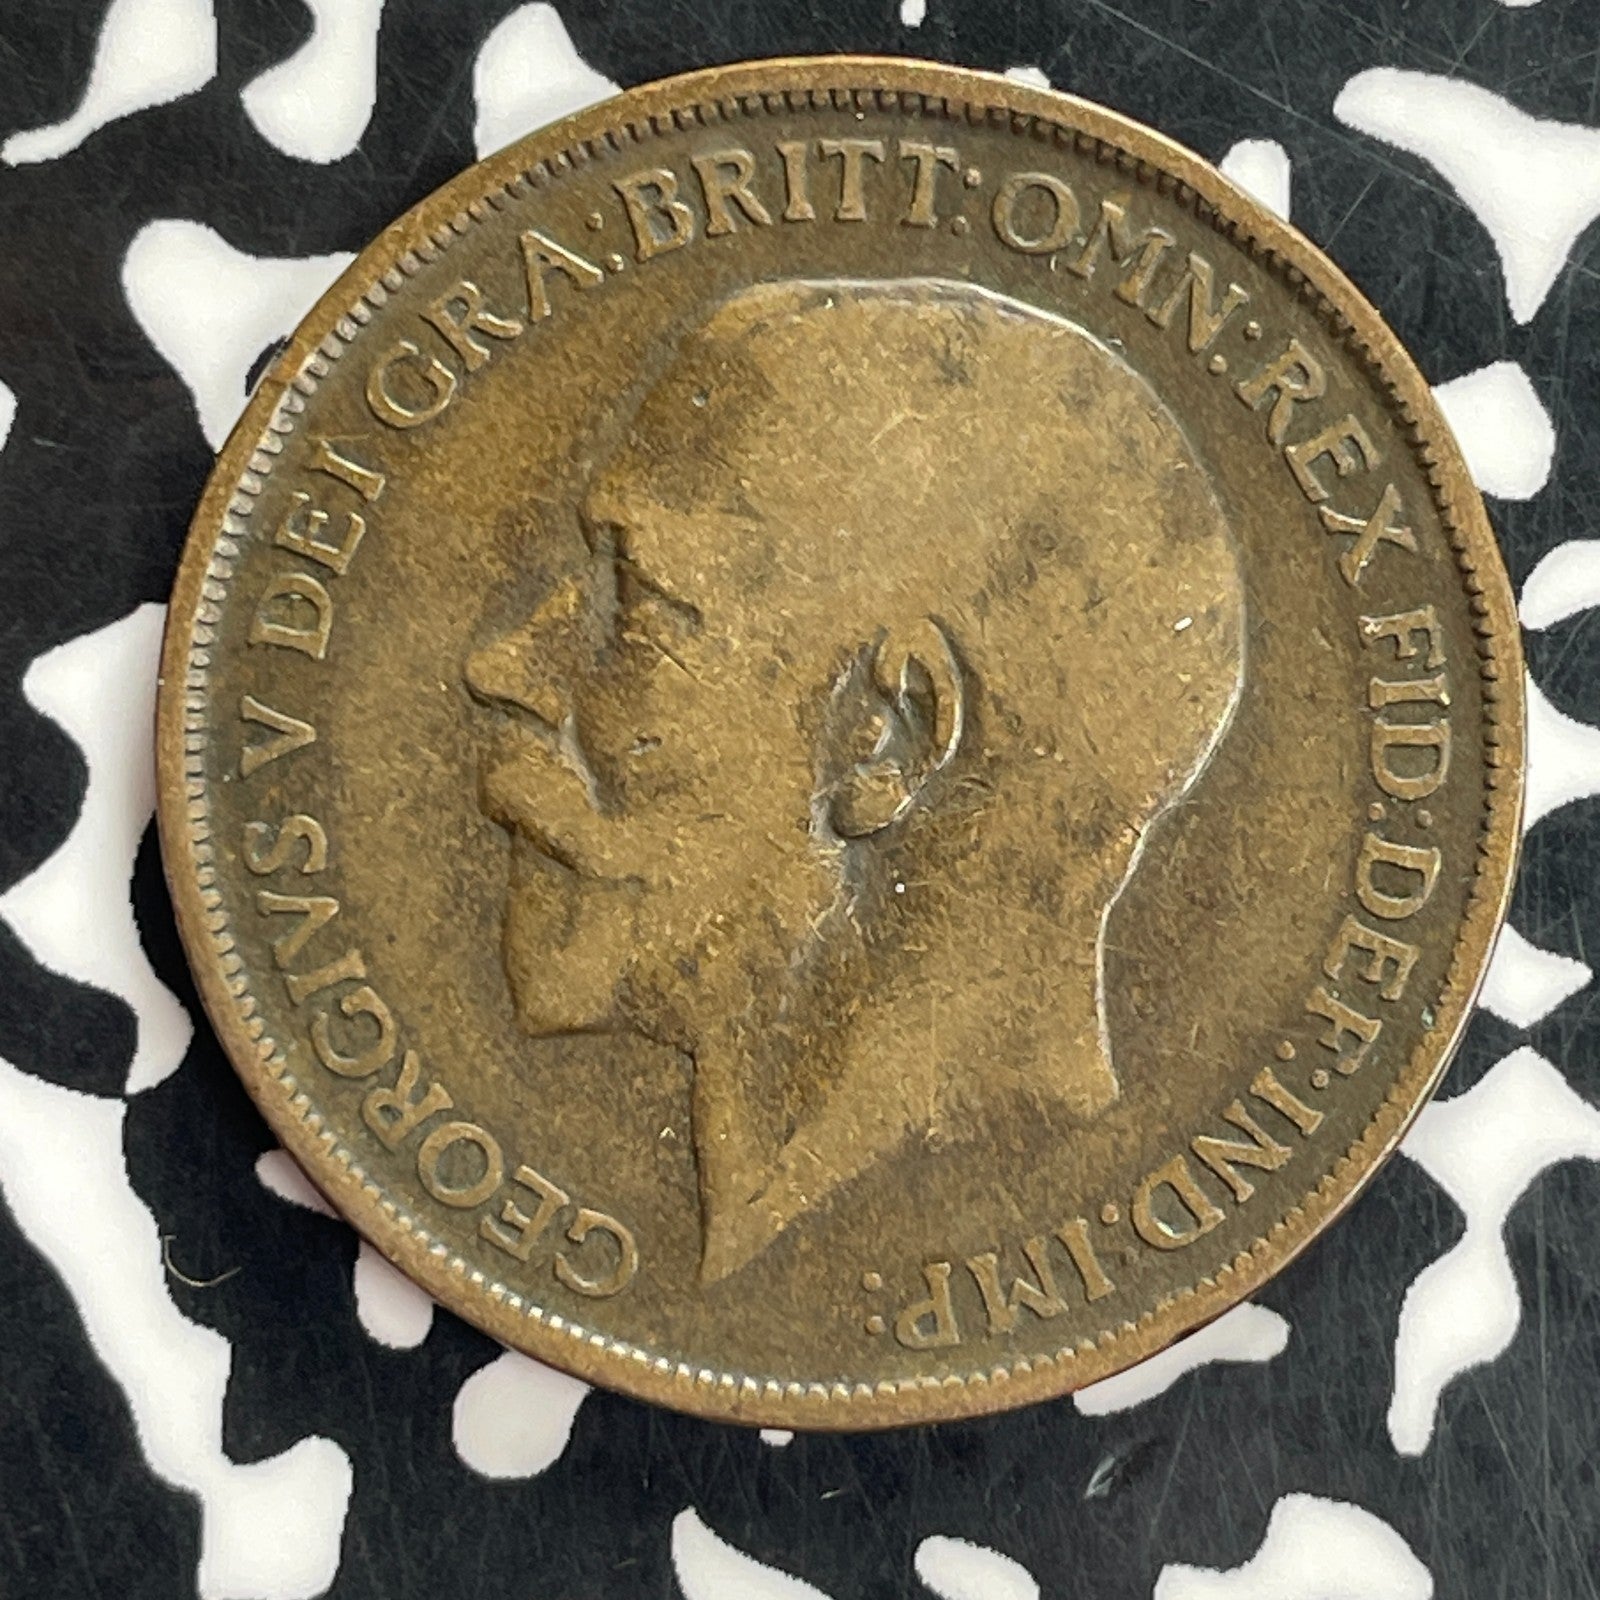 GEORGIVS V DEI GRA: BRITT: OMN: REX FID: DEF: IND: IMP: